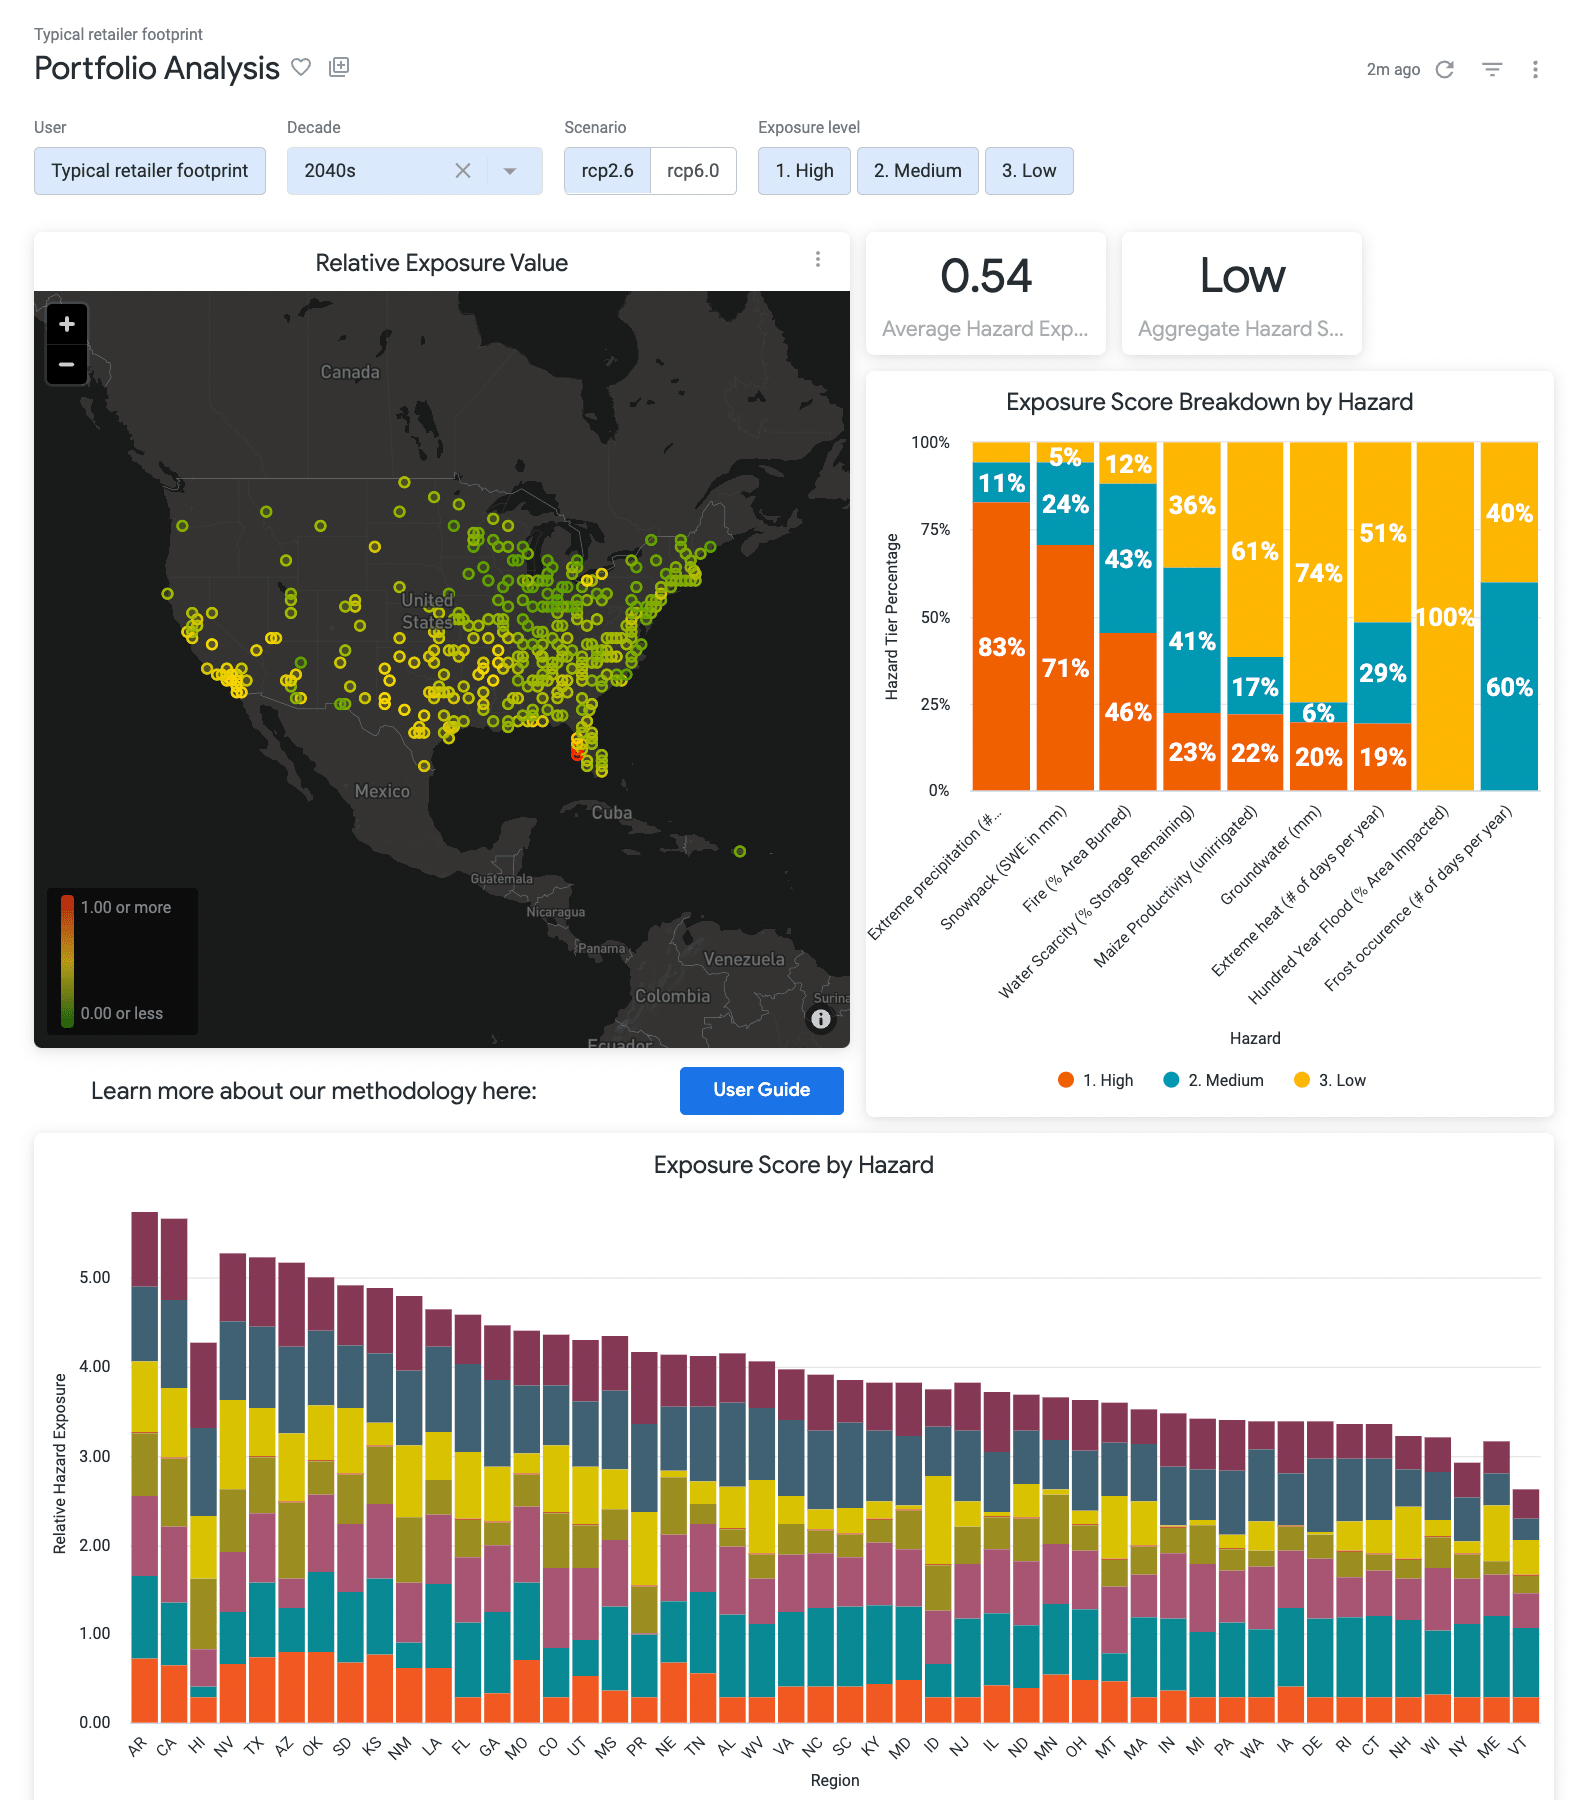 Typical retailer footprint
Portfolio Analysis
2m ago
User
Decade
Scenario
Exposure level
Typical retailer footprint
2040s
rcp2.6
rcp6.0
1. High
2. Medium
3. Low
Relative Exposure Value
+
−
Canada
United
States
Mexico
Cuba
Guatemala
Nicaragua
Panama
Venezuela
Colombia
Surina
Ecuador
1.00 or more
0.00 or less
0.54
Average Hazard Exp...
Low
Aggregate Hazard S...
Exposure Score Breakdown by Hazard
Hazard Tier Percentage
100%
75%
50%
25%
0%
11%
83%
5%
24%
71%
12%
43%
46%
36%
41%
23%
61%
17%
22%
74%
6%
20%
51%
29%
19%
100%
40%
60%
Extreme precipitation (#...
Snowpack (SWE in mm)
Fire (% Area Burned)
Water Scarcity (% Storage Remaining)
Maize Productivity (unirrigated)
Groundwater (mm)
Extreme heat (# of days per year)
Hundred Year Flood (% Area Impacted)
Frost occurence (# of days per year)
Hazard
1. High
2. Medium
3. Low
Learn more about our methodology here:
User Guide
Exposure Score by Hazard
Relative Hazard Exposure
5.00
4.00
3.00
2.00
1.00
0.00
AR CA HI NV TX AZ OK SD KS NM LA FL GA MO CO UT MS PR NE TN AL WV VA NC SC KY MD ID NJ IL ND MN OH MT MA IN MI PA WA IA DE RI CT NH WI NY ME VT
Region